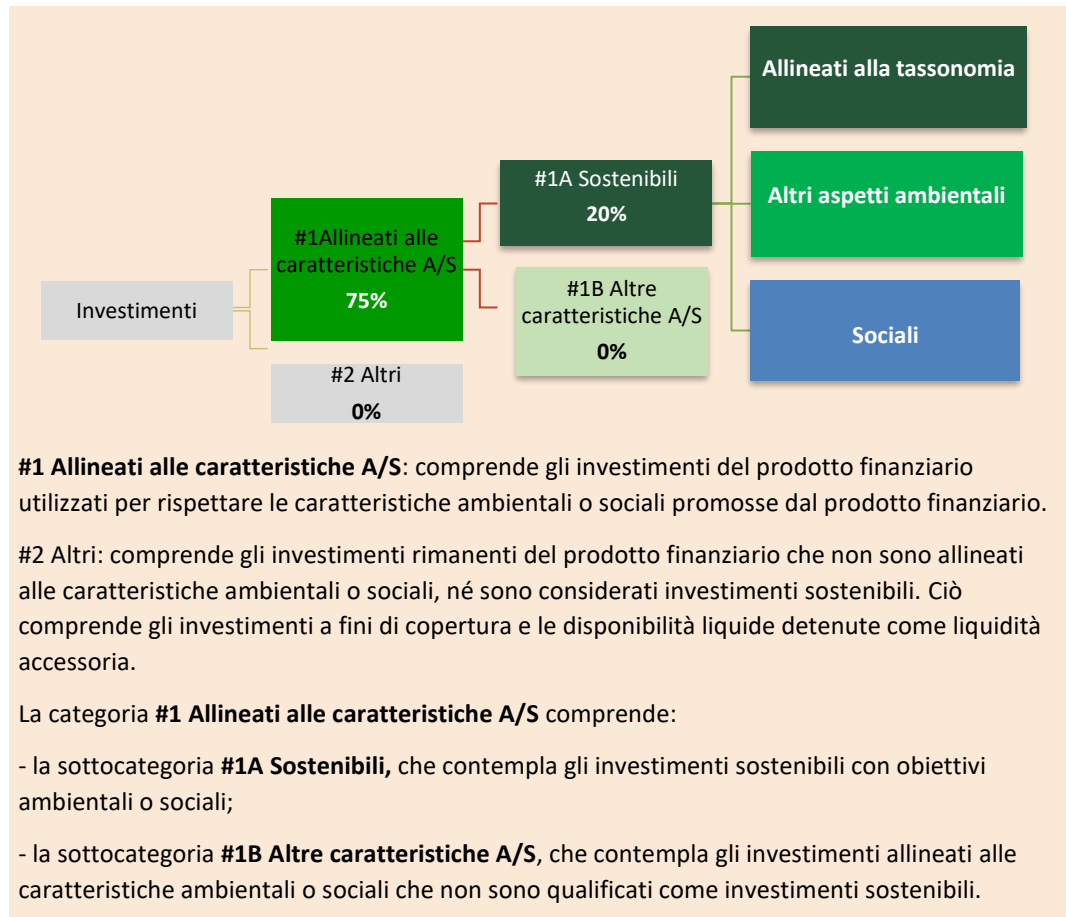 Allineati alla tassonomia
#1A Sostenibili
20%
Altri aspetti ambientali
#1Allineati alle
caratteristiche A/S
75%
#1B Altre
caratteristiche A/S
0%
Investimenti
Sociali
#2 Altri
0%
#1 Allineati alle caratteristiche A/S: comprende gli investimenti del prodotto finanziario
utilizzati per rispettare le caratteristiche ambientali o sociali promosse dal prodotto finanziario.
#2 Altri: comprende gli investimenti rimanenti del prodotto finanziario che non sono allineati
alle caratteristiche ambientali o sociali, né sono considerati investimenti sostenibili. Ciò
comprende gli investimenti a fini di copertura e le disponibilità liquide detenute come liquidità
accessoria.
La categoria #1 Allineati alle caratteristiche A/S comprende:
- la sottocategoria #1A Sostenibili, che contempla gli investimenti sostenibili con obiettivi
ambientali o sociali;
- la sottocategoria #1B Altre caratteristiche A/S, che contempla gli investimenti allineati alle
caratteristiche ambientali o sociali che non sono qualificati come investimenti sostenibili.